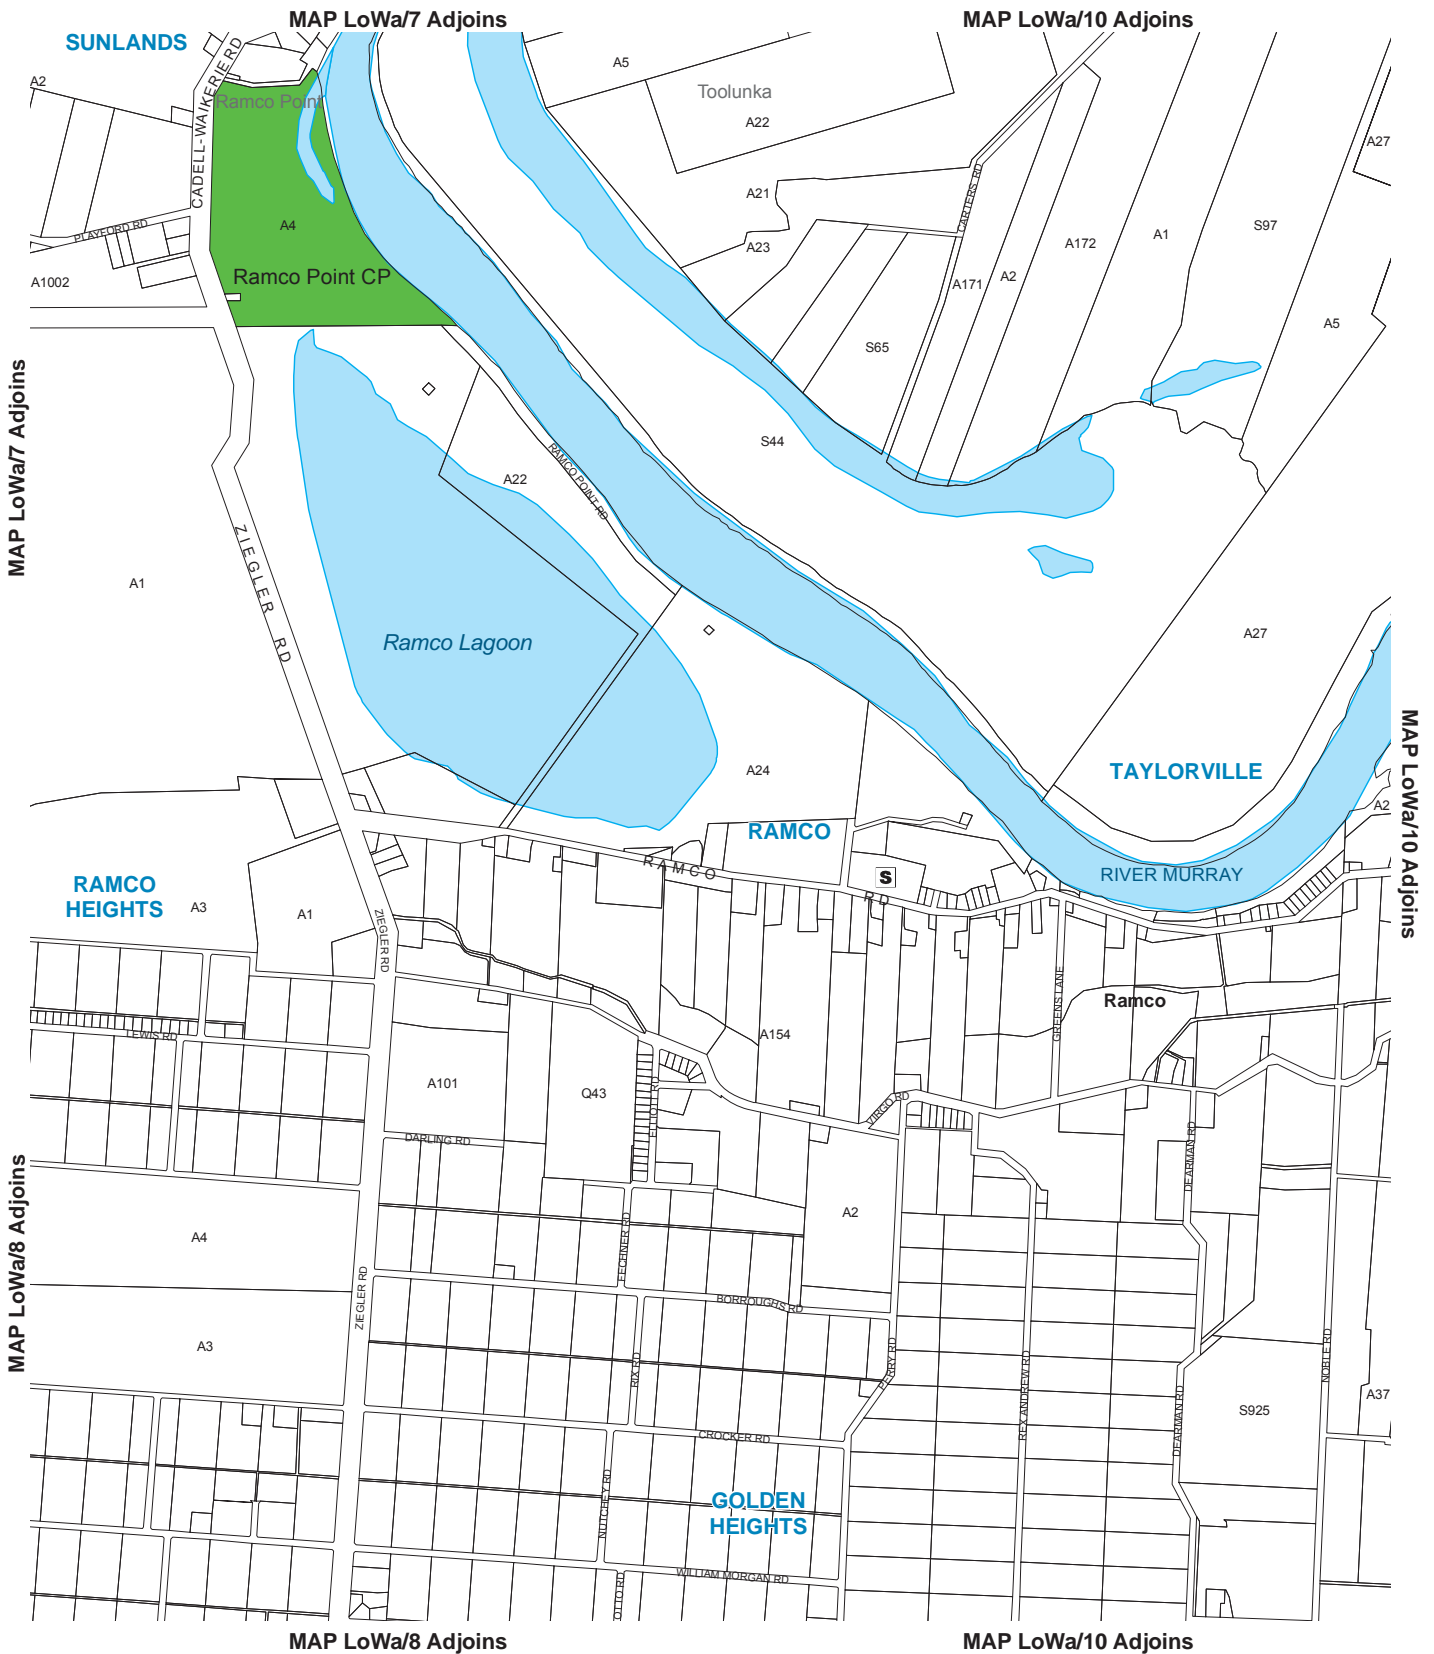 MAP LoWa/7 Adjoins
MAP LoWa/10 Adjoins
SUNLANDS
A2
CADELL-WAIKERIE RD
Ramco Point
A5
Toolunka
A22
A27
A21
CARTERS RD
PLAYFORD RD
A4
A23
A172
A1
S97
Ramco Point CP
A1002
A171
A2
A5
S65
MAP LoWa/7 Adjoins
S44
A22
RAMCO POINT RD
ZIEGLER RD
A1
Ramco Lagoon
A27
A24
TAYLORVILLE
MAP LoWa/10 Adjoins
A2
RAMCO
RAMCO RD
S
RIVER MURRAY
RAMCO
HEIGHTS
A3
A1
ZIEGLER RD
GREENS LANE
Ramco
LEWIS RD
A154
A101
Q43
ELLIOTT RD
VIRGO RD
DARLING RD
DEARMAN RD
MAP LoWa/8 Adjoins
A4
FECHNER RD
A2
ZIEGLER RD
BORROUGHS RD
A3
RIX RD
PERRY RD
REX ANDREW RD
DEARMAN RD
NOBLE RD
A37
S925
CROCKER RD
NUTCHEY RD
GOLDEN
HEIGHTS
WILLIAM MORGAN RD
OTTO RD
MAP LoWa/8 Adjoins
MAP LoWa/10 Adjoins